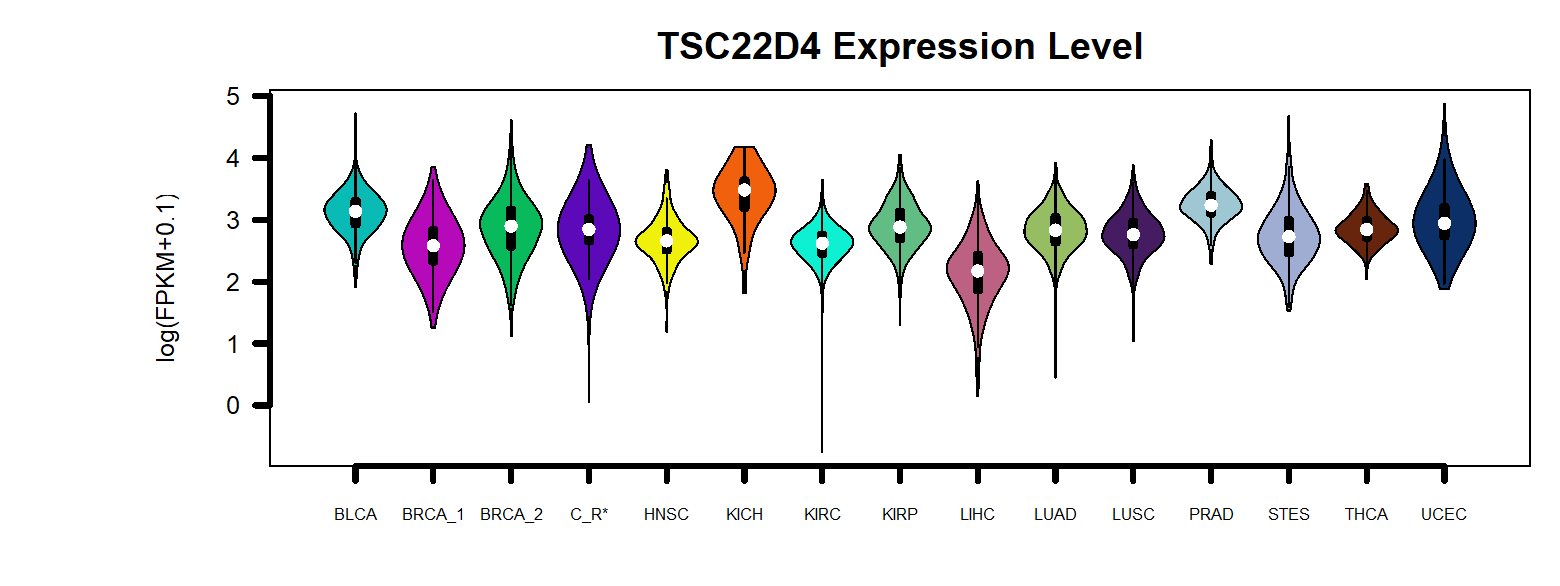 TSC22D4 Expression Level
log(FPKM+0.1)
5
4
3
2
1
0
BLCA BRCA_1 BRCA_2 C_R* HNSC KICH KIRC KIRP LIHC LUAD LUSC PRAD STES THCA UCEC